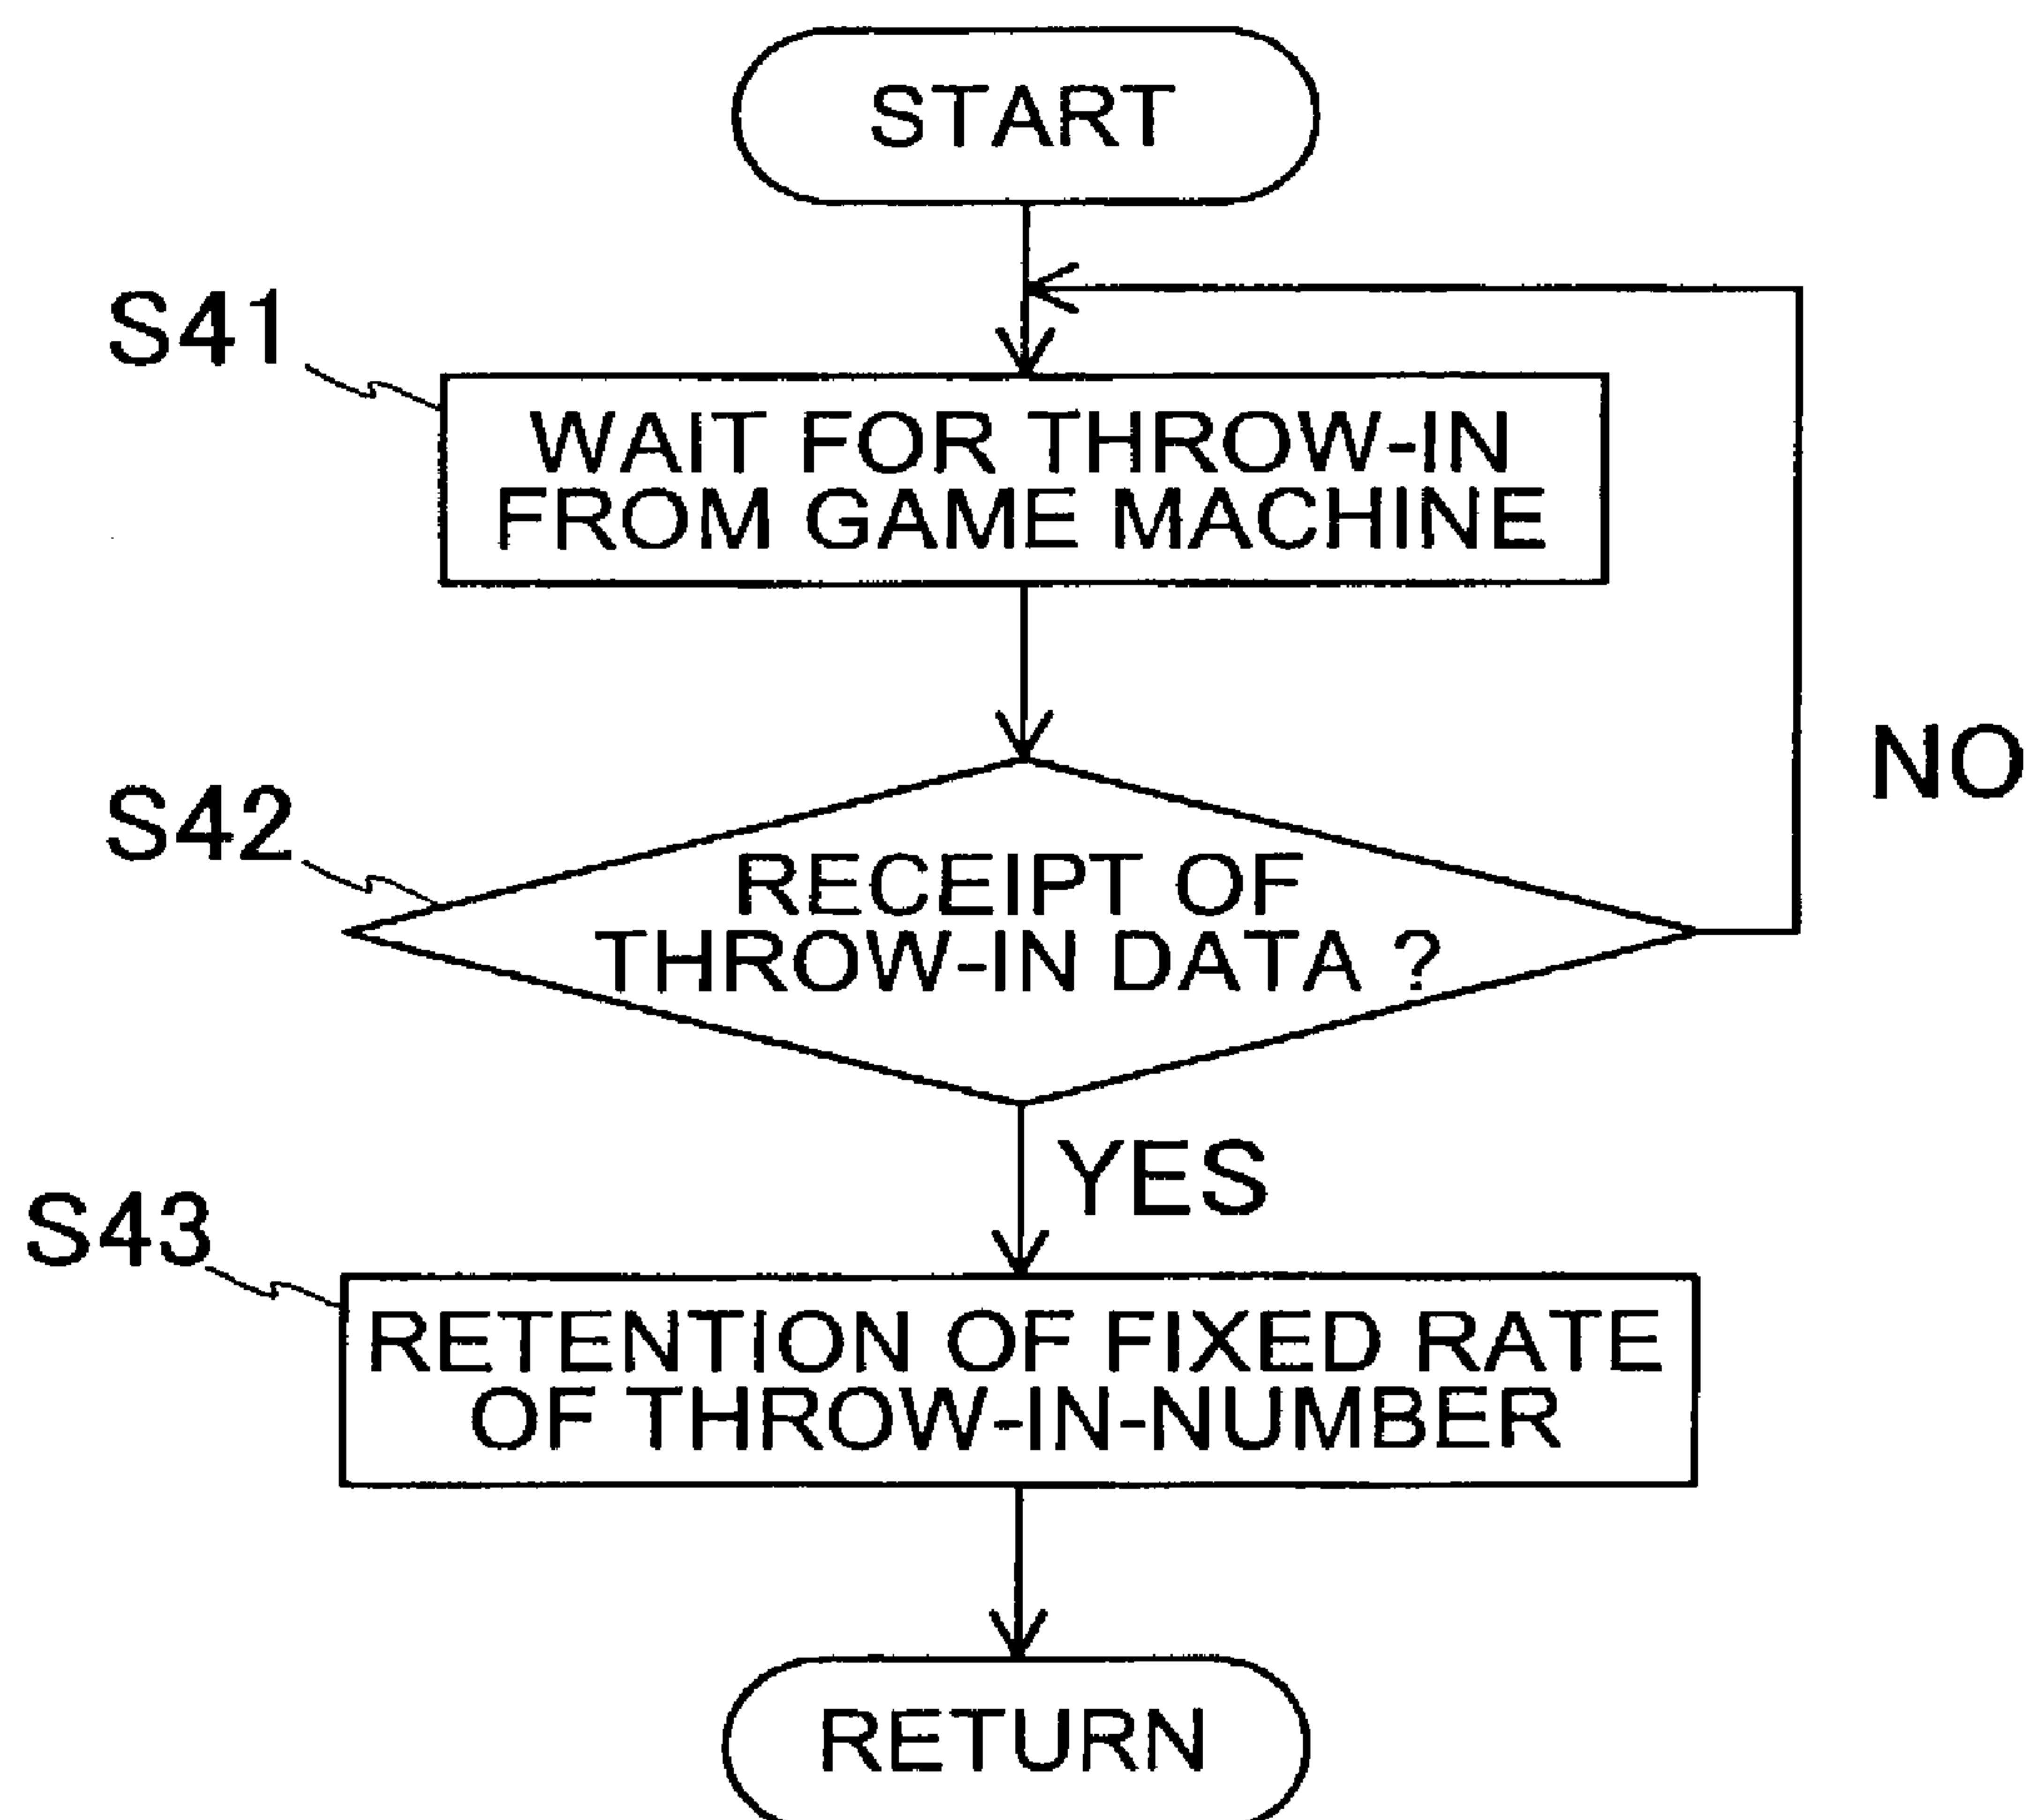 START
S41
WAIT FOR THROW-IN
FROM GAME MACHINE
NO
S42
RECEIPT OF
THROW-IN DATA ?
YES
S43
RETENTION OF FIXED RATE
OF THROW-IN-NUMBER
RETURN